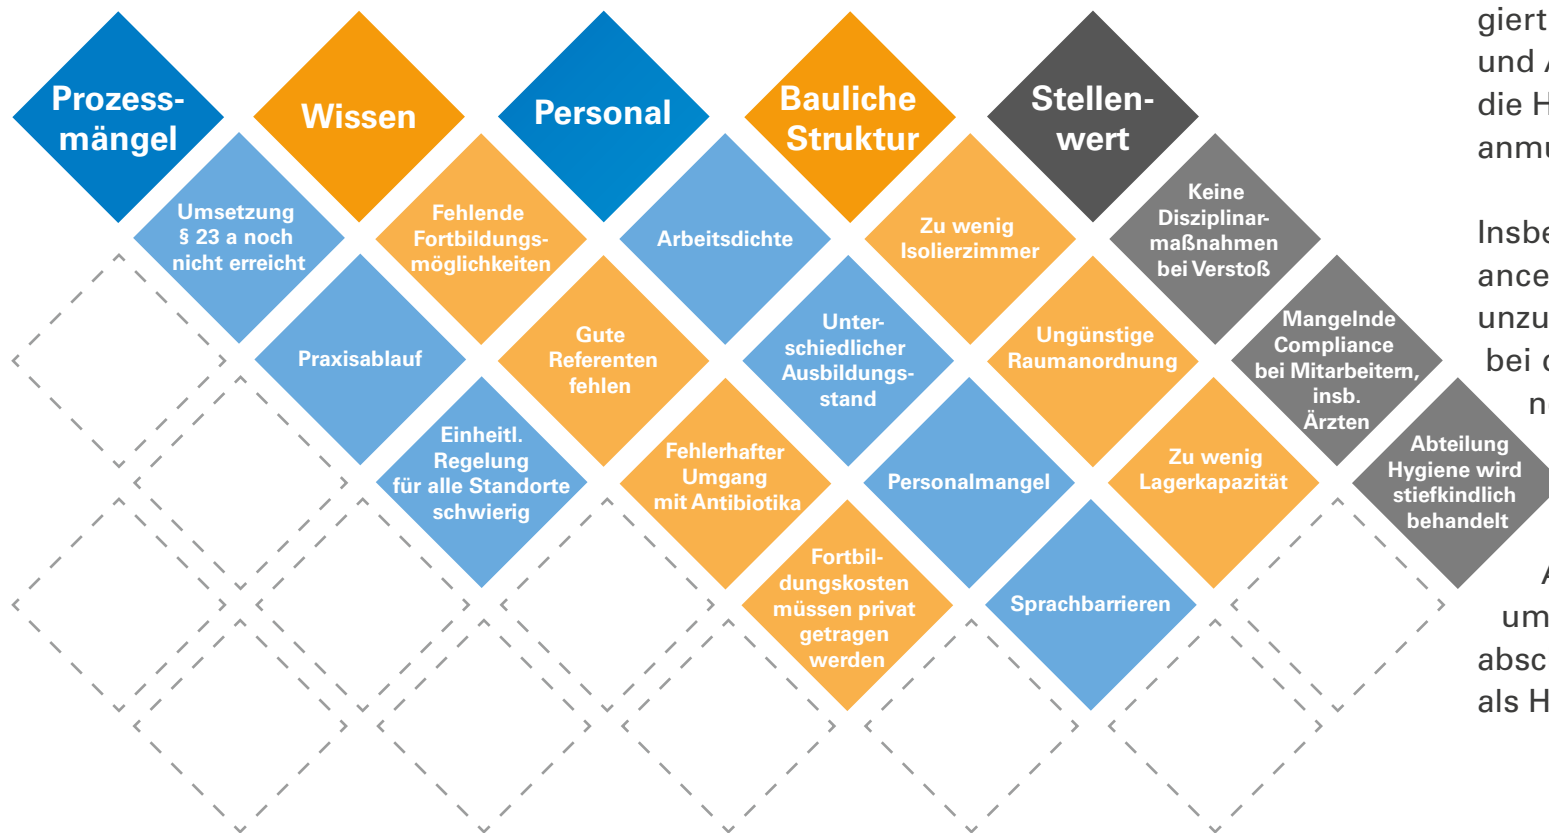 Prozess-
mängel
Umsetzung
§ 23 a noch
nicht erreicht
Praxisablauf
Einheitl.
Regelung
für alle Standorte
schwierig
Wissen
Fehlende
Fortbildungs-
möglichkeiten
Gute
Referenten
fehlen
Fehlerhafter
Umgang
mit Antibiotika
Fortbil-
dungskosten
müssen privat
getragen
werden
Personal
Arbeitsdichte
Unter-
schiedlicher
Ausbildungs-
stand
Personalmangel
Sprachbarrieren
Bauliche
Struktur
Zu wenig
Isolierzimmer
Ungünstige
Raumanordnung
Zu wenig
Lagerkapazität
Stellen-
wert
Keine
Disziplinar-
maßnahmen
bei Verstoß
Mangelnde
Compliance
bei Mitarbeitern,
insb.
Ärzten
Abteilung
Hygiene wird
stiefkindlich
behandelt
giert
und A
die H
anmu
Insbe
ance
unzu
bei
um
absc
als H